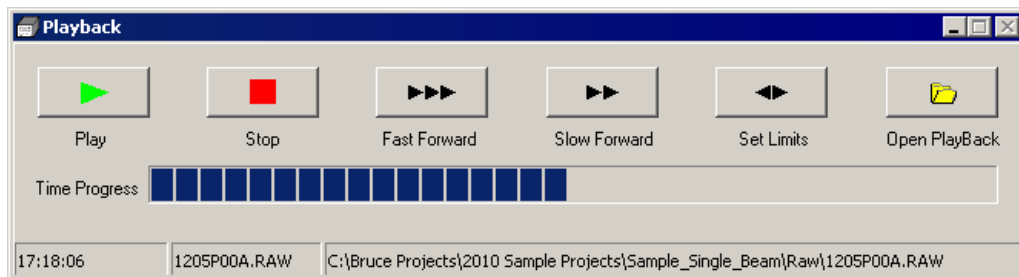 Playback
Play Stop Fast Forward Slow Forward Set Limits Open PlayBack
Time Progress
17:18:06 1205P00A.RAW C:\Bruce Projects\2010 Sample Projects\Sample_Single_Beam\Raw\1205P00A.RAW